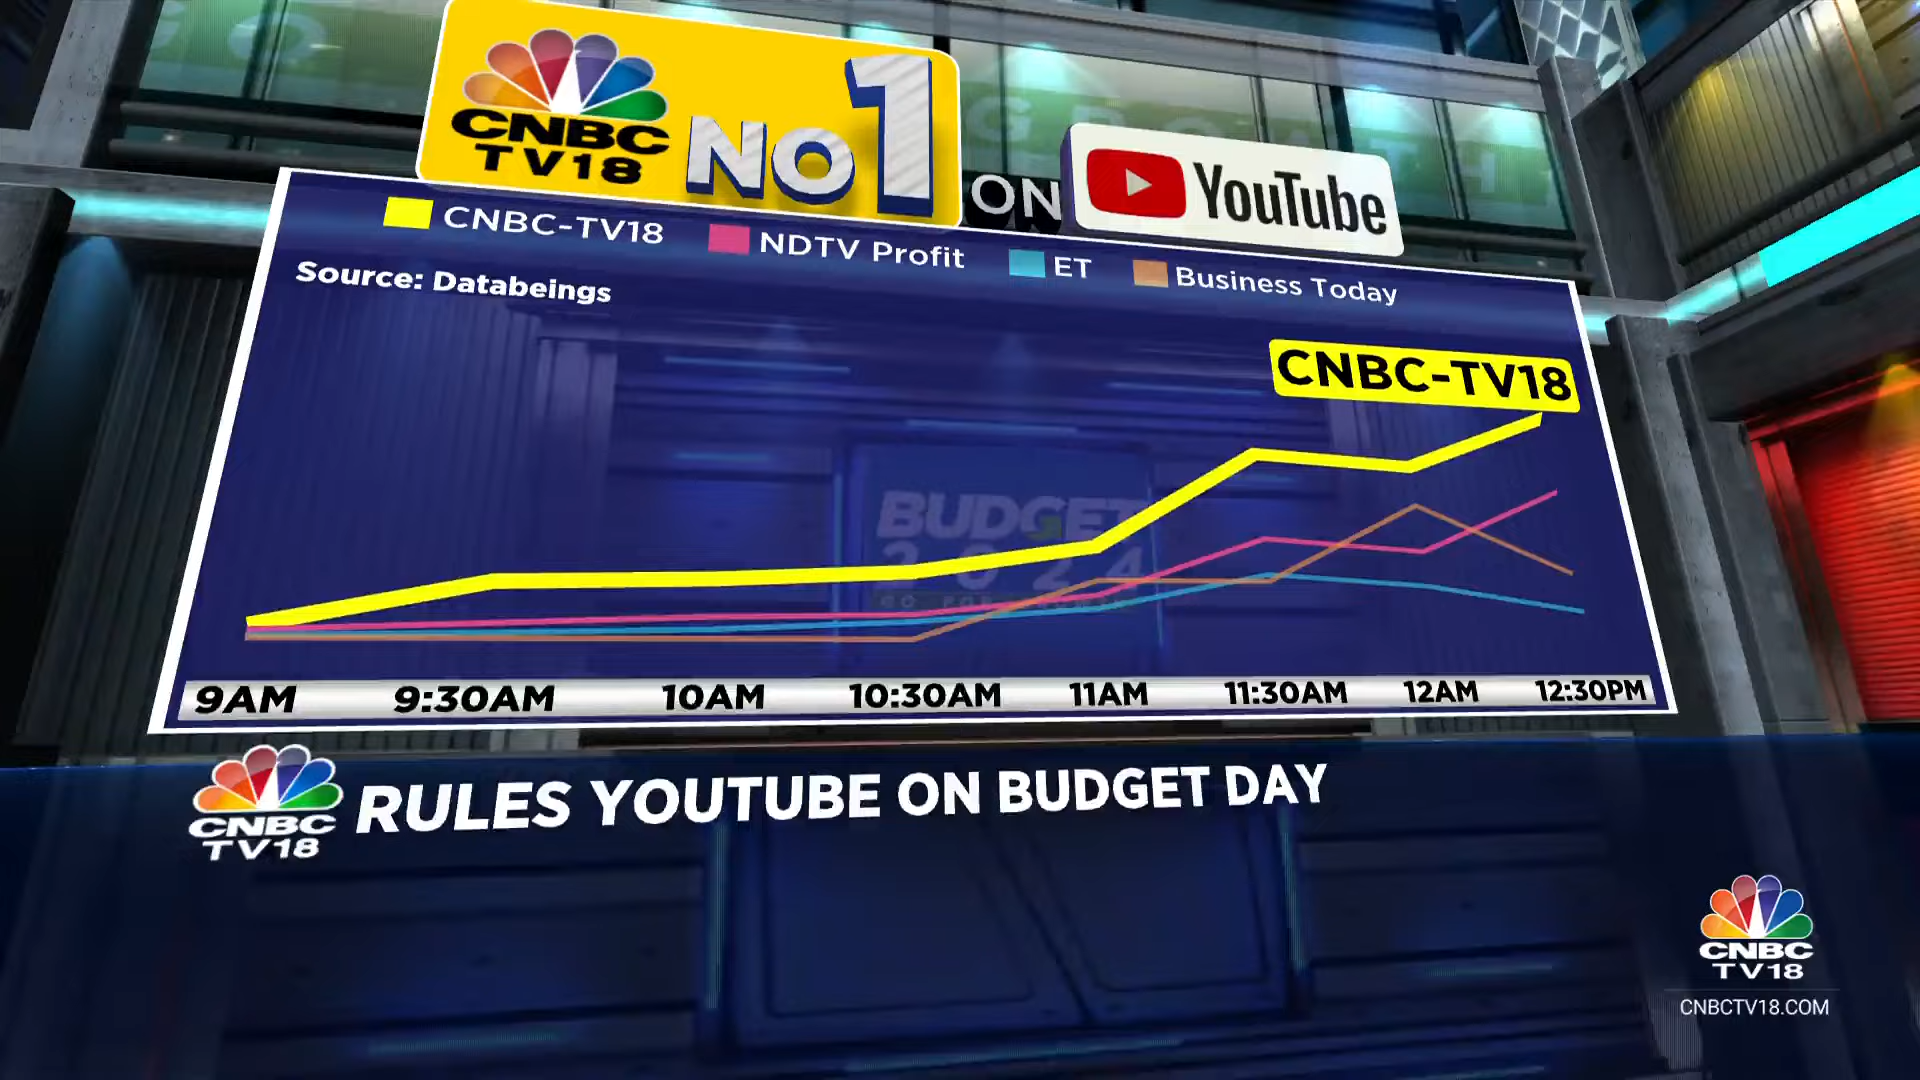 CNBC
TV18
No 1
ON
YouTube
CNBC-TV18
NDTV Profit
ET
Business Today
Source: Databeings
CNBC-TV18
BUDGET
2024
9AM
9:30AM
10AM
10:30AM
11AM
11:30AM
12AM
12:30PM
CNBC
TV18
RULES YOUTUBE ON BUDGET DAY
CNBC
TV18
CNBCTV18.COM